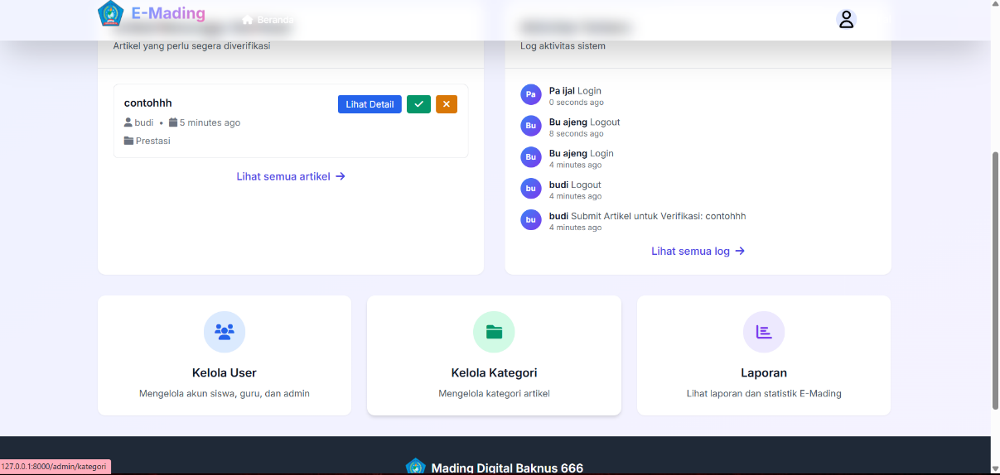 E-Mading
Beranda
Artikel yang perlu segera diverifikasi
contohhh
Lihat Detail
budi • 5 minutes ago
Prestasi
Lihat semua artikel →
Log aktivitas sistem
Pa Pa ijal Login
0 seconds ago
Bu Bu ajeng Logout
8 seconds ago
Bu Bu ajeng Login
4 minutes ago
bu budi Logout
4 minutes ago
bu budi Submit Artikel untuk Verifikasi: contohhh
4 minutes ago
Lihat semua log →
Kelola User
Mengelola akun siswa, guru, dan admin
Kelola Kategori
Mengelola kategori artikel
Laporan
Lihat laporan dan statistik E-Mading
127.0.0.1:8000/admin/kategori
Mading Digital Baknus 666